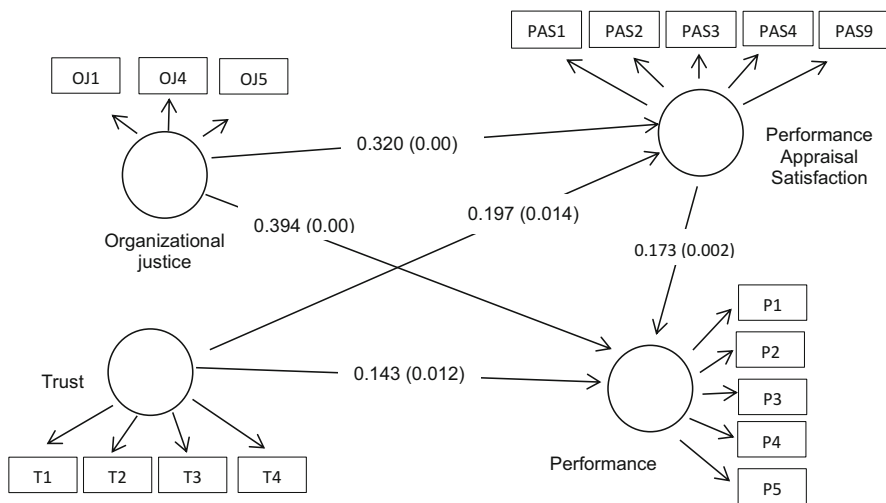 PAS1 PAS2 PAS3 PAS4 PAS9
OJ1 OJ4 OJ5
0.320 (0.00)
Performance
Appraisal
Satisfaction
Organizational
justice
0.394 (0.00)
0.197 (0.014)
0.173 (0.002)
Trust
0.143 (0.012)
P1
P2
P3
P4
P5
Performance
T1 T2 T3 T4